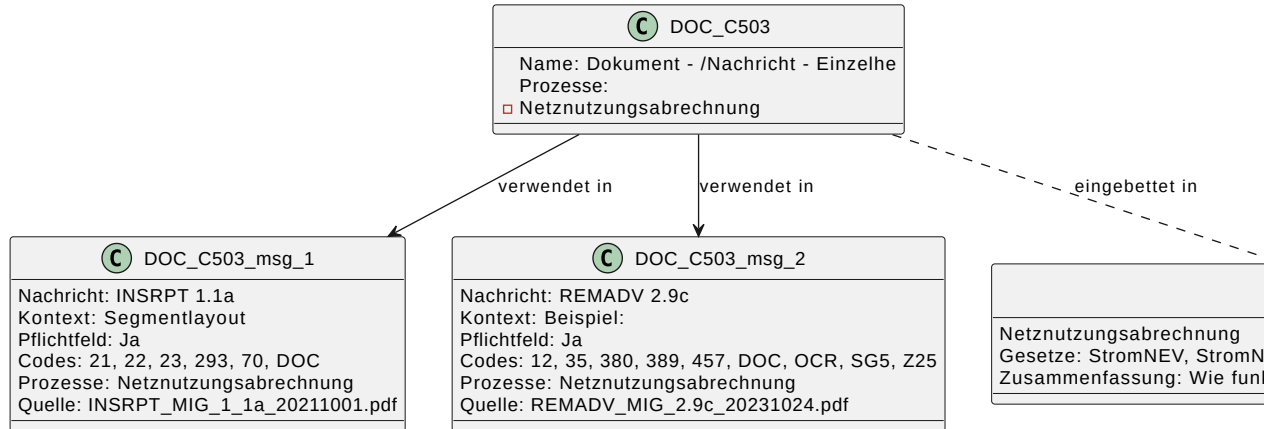 C DOC_C503
Name: Dokument - /Nachricht - Einzelhe
Prozesse:
Netznutzungsabrechnung
verwendet in
verwendet in
eingebettet in
C DOC_C503_msg_1
Nachricht: INSRPT 1.1a
Kontext: Segmentlayout
Pflichtfeld: Ja
Codes: 21, 22, 23, 293, 70, DOC
Prozesse: Netznutzungsabrechnung
Quelle: INSRPT_MIG_1_1a_20211001.pdf
C DOC_C503_msg_2
Nachricht: REMADV 2.9c
Kontext: Beispiel:
Pflichtfeld: Ja
Codes: 12, 35, 380, 389, 457, DOC, OCR, SG5, Z25
Prozesse: Netznutzungsabrechnung
Quelle: REMADV_MIG_2.9c_20231024.pdf
Netznutzungsabrechnung
Gesetze: StromNEV, StromN
Zusammenfassung: Wie funk